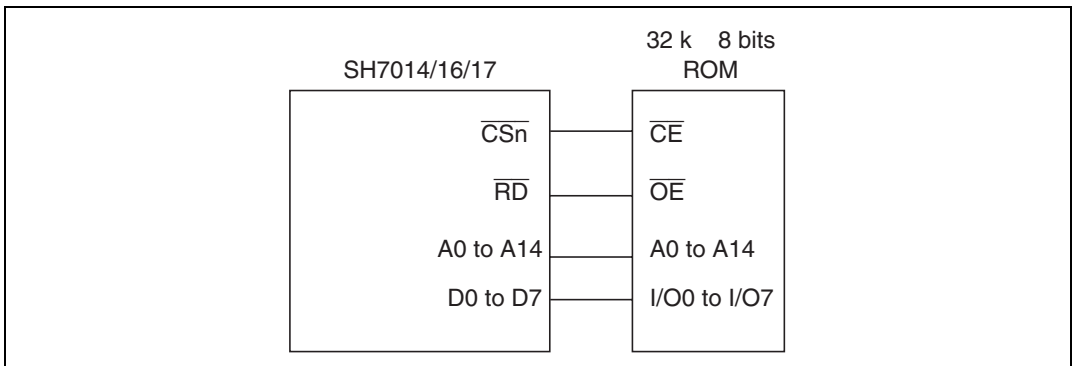 32 k 8 bits
SH7014/16/17 ROM
CSn CE
RD OE
A0 to A14 A0 to A14
D0 to D7 I/O0 to I/O7